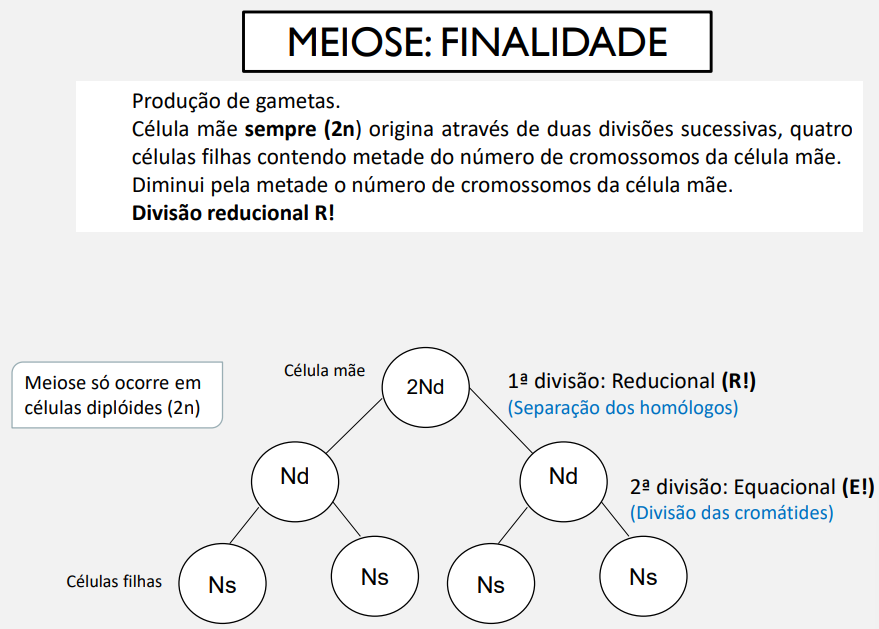 MEIOSE: FINALIDADE
Produção de gametas.
Célula mãe sempre (2n) origina através de duas divisões sucessivas, quatro
células filhas contendo metade do número de cromossomos da célula mãe.
Diminui pela metade o número de cromossomos da célula mãe.
Divisão reducional R!
Meiose só ocorre em
células diplóides (2n)
Célula mãe
2Nd
1ª divisão: Reducional (R!)
(Separação dos homólogos)
Nd
Nd
2ª divisão: Equacional (E!)
(Divisão das cromátides)
Células filhas
Ns
Ns
Ns
Ns